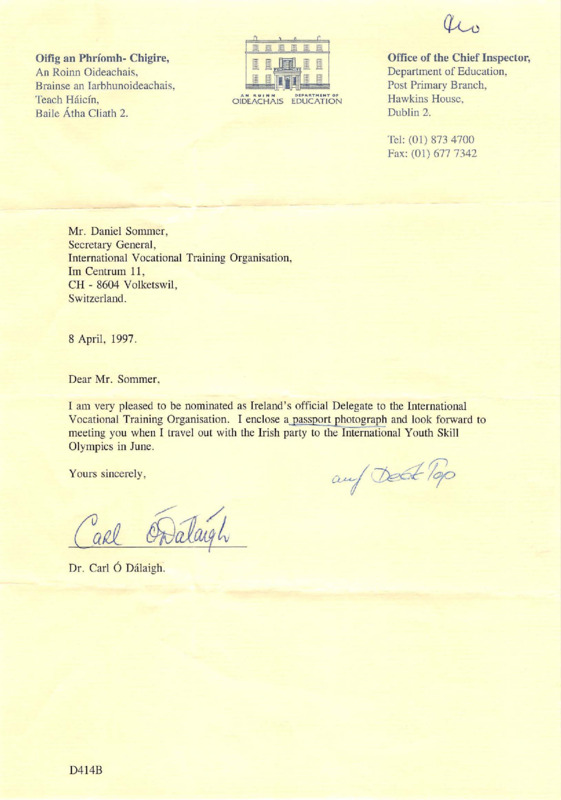 Oifig an Phríomh- Chigire,
An Roinn Oideachais,
Brainse an Iarbhunoideachais,
Teach Háicín,
Baile Átha Cliath 2.
AN ROINN DEPARTMENT OF
OIDEACHAIS EDUCATION
Office of the Chief Inspector,
Department of Education,
Post Primary Branch,
Hawkins House,
Dublin 2.
Tel: (01) 873 4700
Fax: (01) 677 7342
Mr. Daniel Sommer,
Secretary General,
International Vocational Training Organisation,
Im Centrum 11,
CH - 8604 Volketswil,
Switzerland.
8 April, 1997.
Dear Mr. Sommer,
I am very pleased to be nominated as Ireland's official Delegate to the International
Vocational Training Organisation. I enclose a passport photograph and look forward to
meeting you when I travel out with the Irish party to the International Youth Skill
Olympics in June.
Yours sincerely,
auf DeskTop
Carl ÓDálaigh
Dr. Carl Ó Dálaigh.
D414B